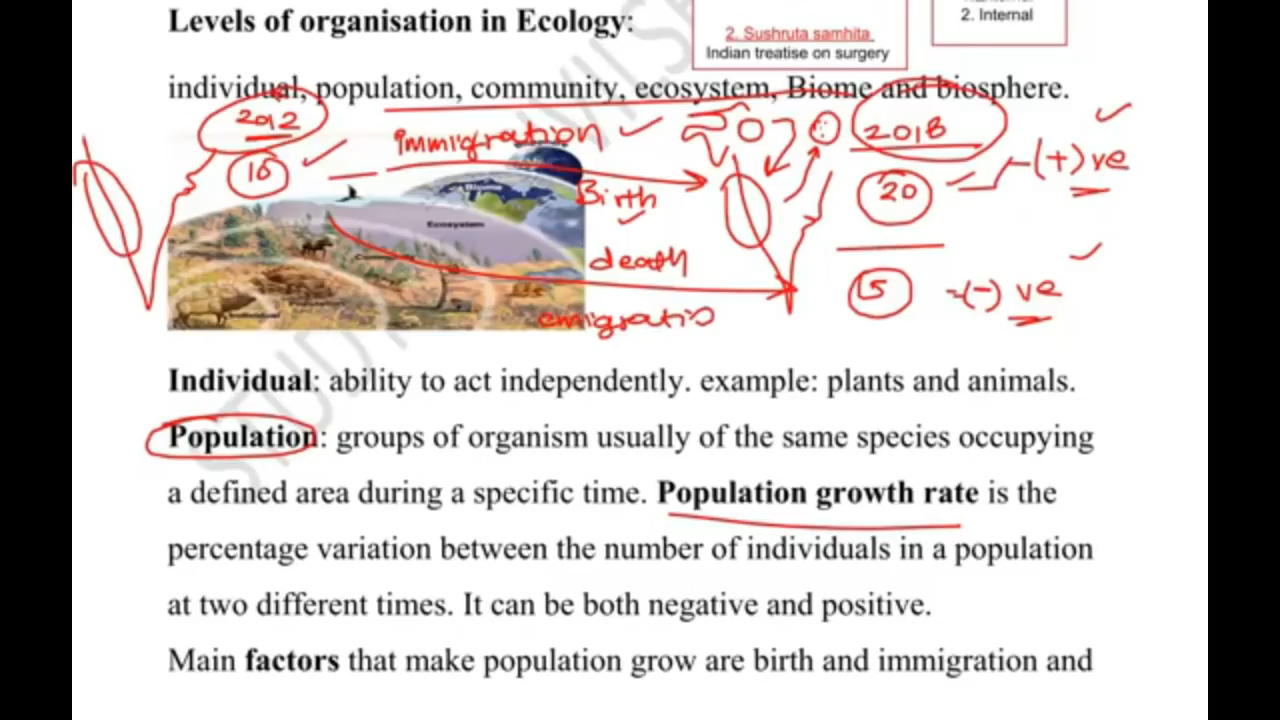 Levels of organisation in Ecology:
2. Sushruta samhita
Indian treatise on surgery
2. Internal
individual, population, community, ecosystem, Biome and biosphere.
2012
immigration
2018
(+) ve
Biome
Birth
20
Ecosystem
death
5
(-) ve
Individual: ability to act independently. example: plants and animals.
Population: groups of organism usually of the same species occupying
a defined area during a specific time. Population growth rate is the
percentage variation between the number of individuals in a population
at two different times. It can be both negative and positive.
Main factors that make population grow are birth and immigration and